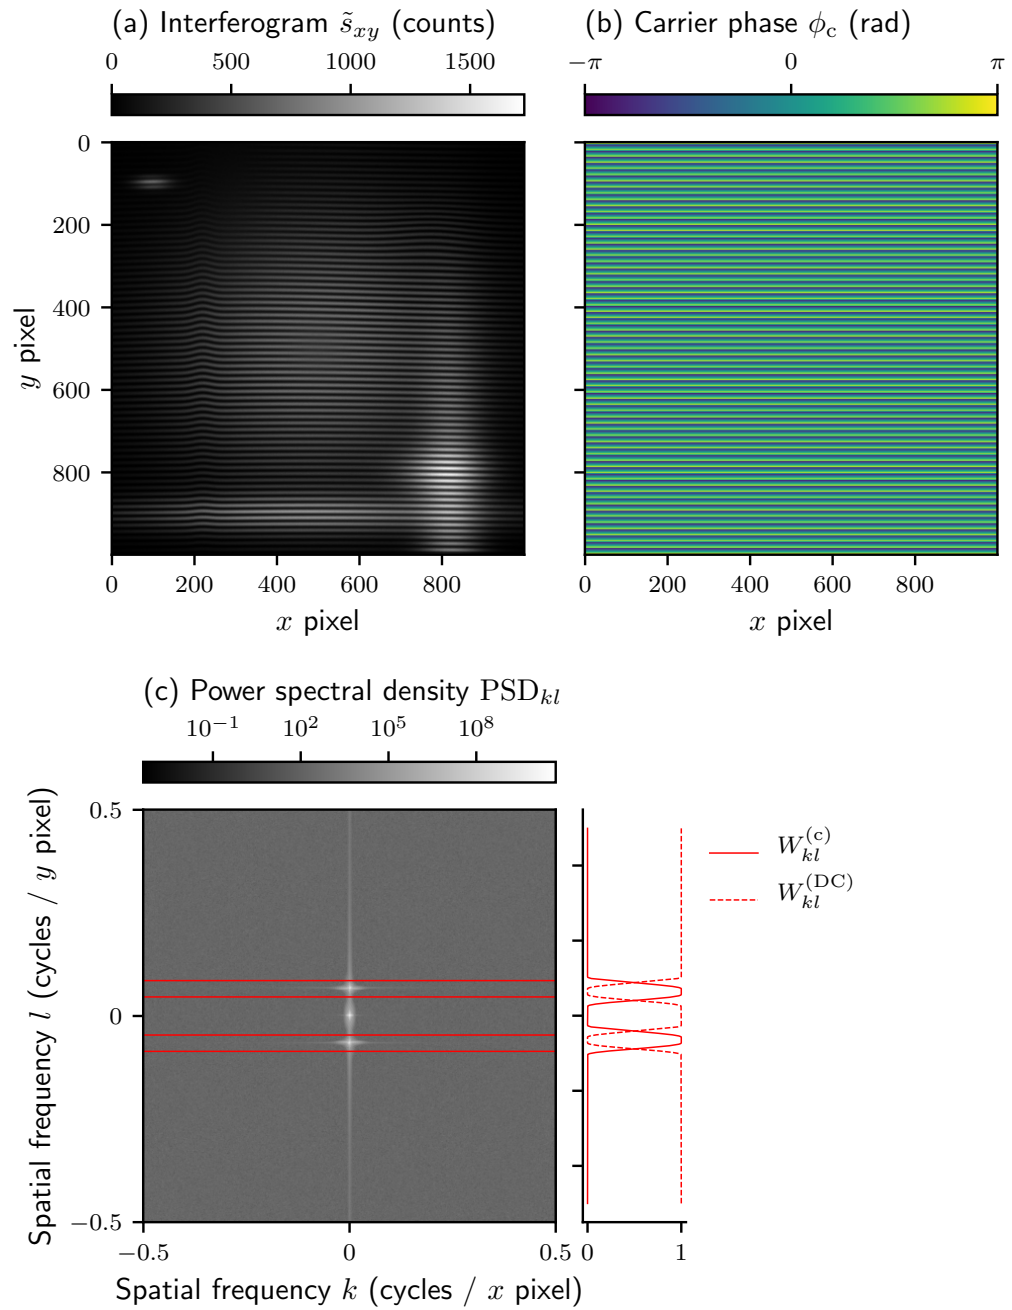 (a) Interferogram s̃xy (counts)
0 500 1000 1500
(b) Carrier phase ϕc (rad)
−π 0 π
0
200
400
600
800
y pixel
0 200 400 600 800
x pixel
0 200 400 600 800
x pixel
(c) Power spectral density PSDkl
10−1 102 105 108
0.5
0
−0.5
Spatial frequency l (cycles / y pixel)
−0.5 0 0.5
Spatial frequency k (cycles / x pixel)
0 1
Wkl(c)
Wkl(DC)